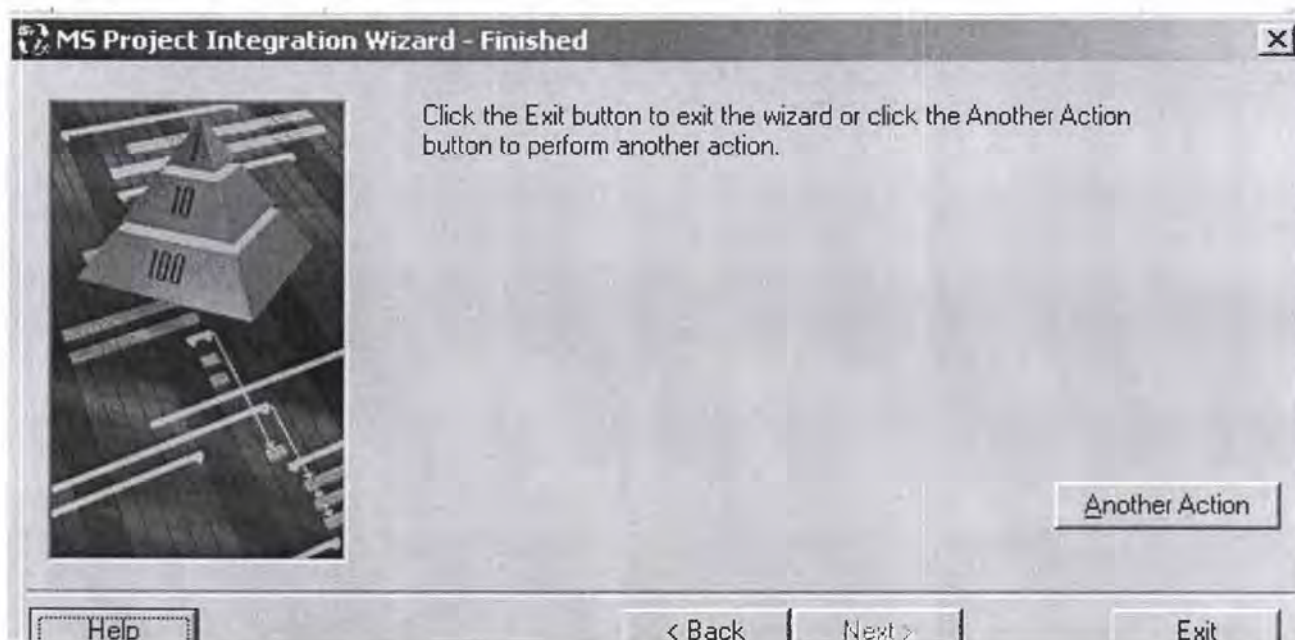 MS Project Integration Wizard - Finished
Click the Exit button to exit the wizard or click the Another Action
button to perform another action.
1
10
100
Another Action
Help
< Back
Next >
Exit